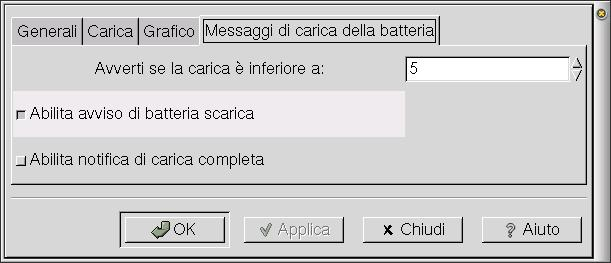 Generali Carica Grafico Messaggi di carica della batteria
Avverti se la carica è inferiore a: 5
Abilita avviso di batteria scarica
Abilita notifica di carica completa
OK Applica Chiudi Aiuto